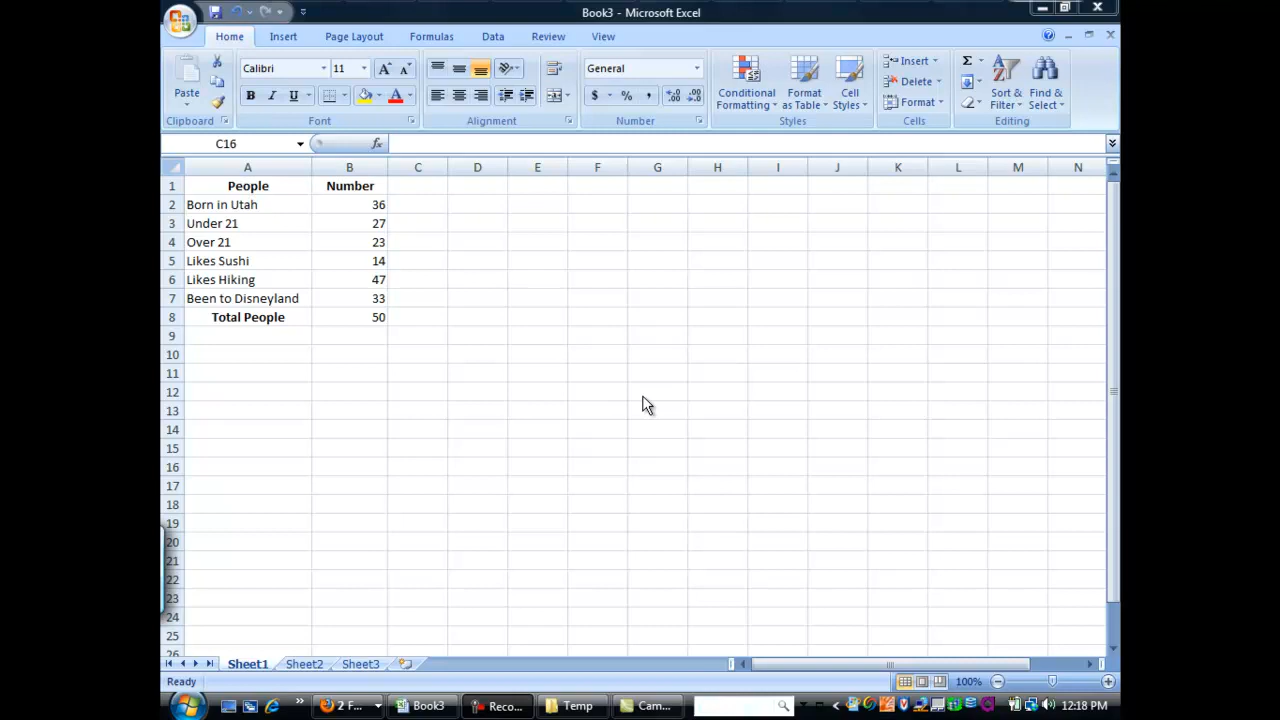 Book3 - Microsoft Excel
Home Insert Page Layout Formulas Data Review View
Paste
Calibri 11
B I U A
General
$ % ,
Conditional Formatting
Format as Table
Cell Styles
Insert
Delete
Format
Σ
Sort & Filter
Find & Select
Clipboard Font Alignment Number Styles Cells Editing
C16 fx
A B C D E F G H I J K L M N
1 People Number
2 Born in Utah 36
3 Under 21 27
4 Over 21 23
5 Likes Sushi 14
6 Likes Hiking 47
7 Been to Disneyland 33
8 Total People 50
9
10
11
12
13
14
15
16
17
18
19
20
21
22
23
24
25
26
Sheet1 Sheet2 Sheet3
Ready 100%
2 F... Book3 Reco... Temp Cam... 12:18 PM